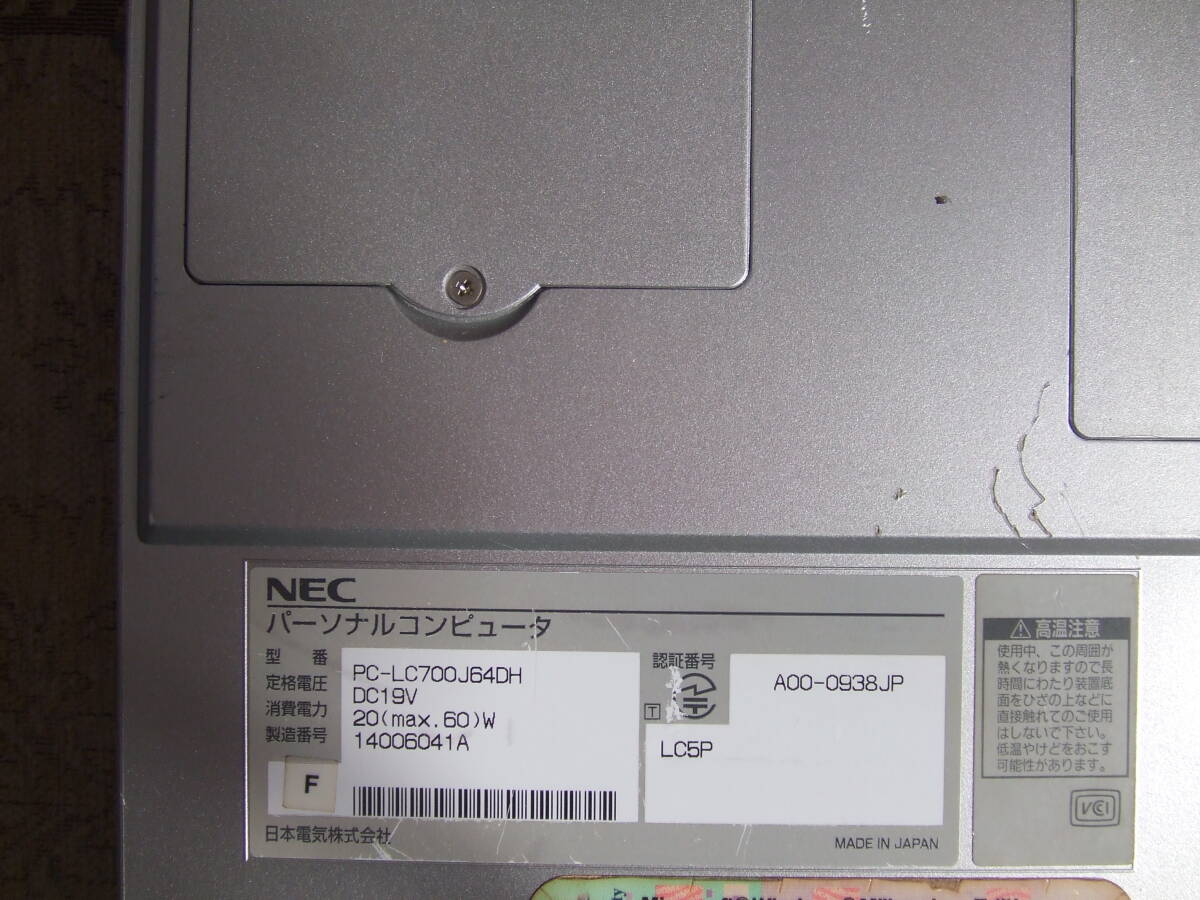 NEC
パーソナルコンピュータ
型 番 PC-LC700J64DH
定格電圧 DC19V
消費電力 20(max.60)W
製造番号 14006041A
F
日本電気株式会社
認証番号
T
A00-0938JP
LC5P
MADE IN JAPAN
高温注意
使用中、この周囲が
熱くなりますので長
時間にわたり装置底
面をひざの上などに
直接触れてのご使用
はしないで下さい。
低温やけどをおこす
可能性があります。
VCCI